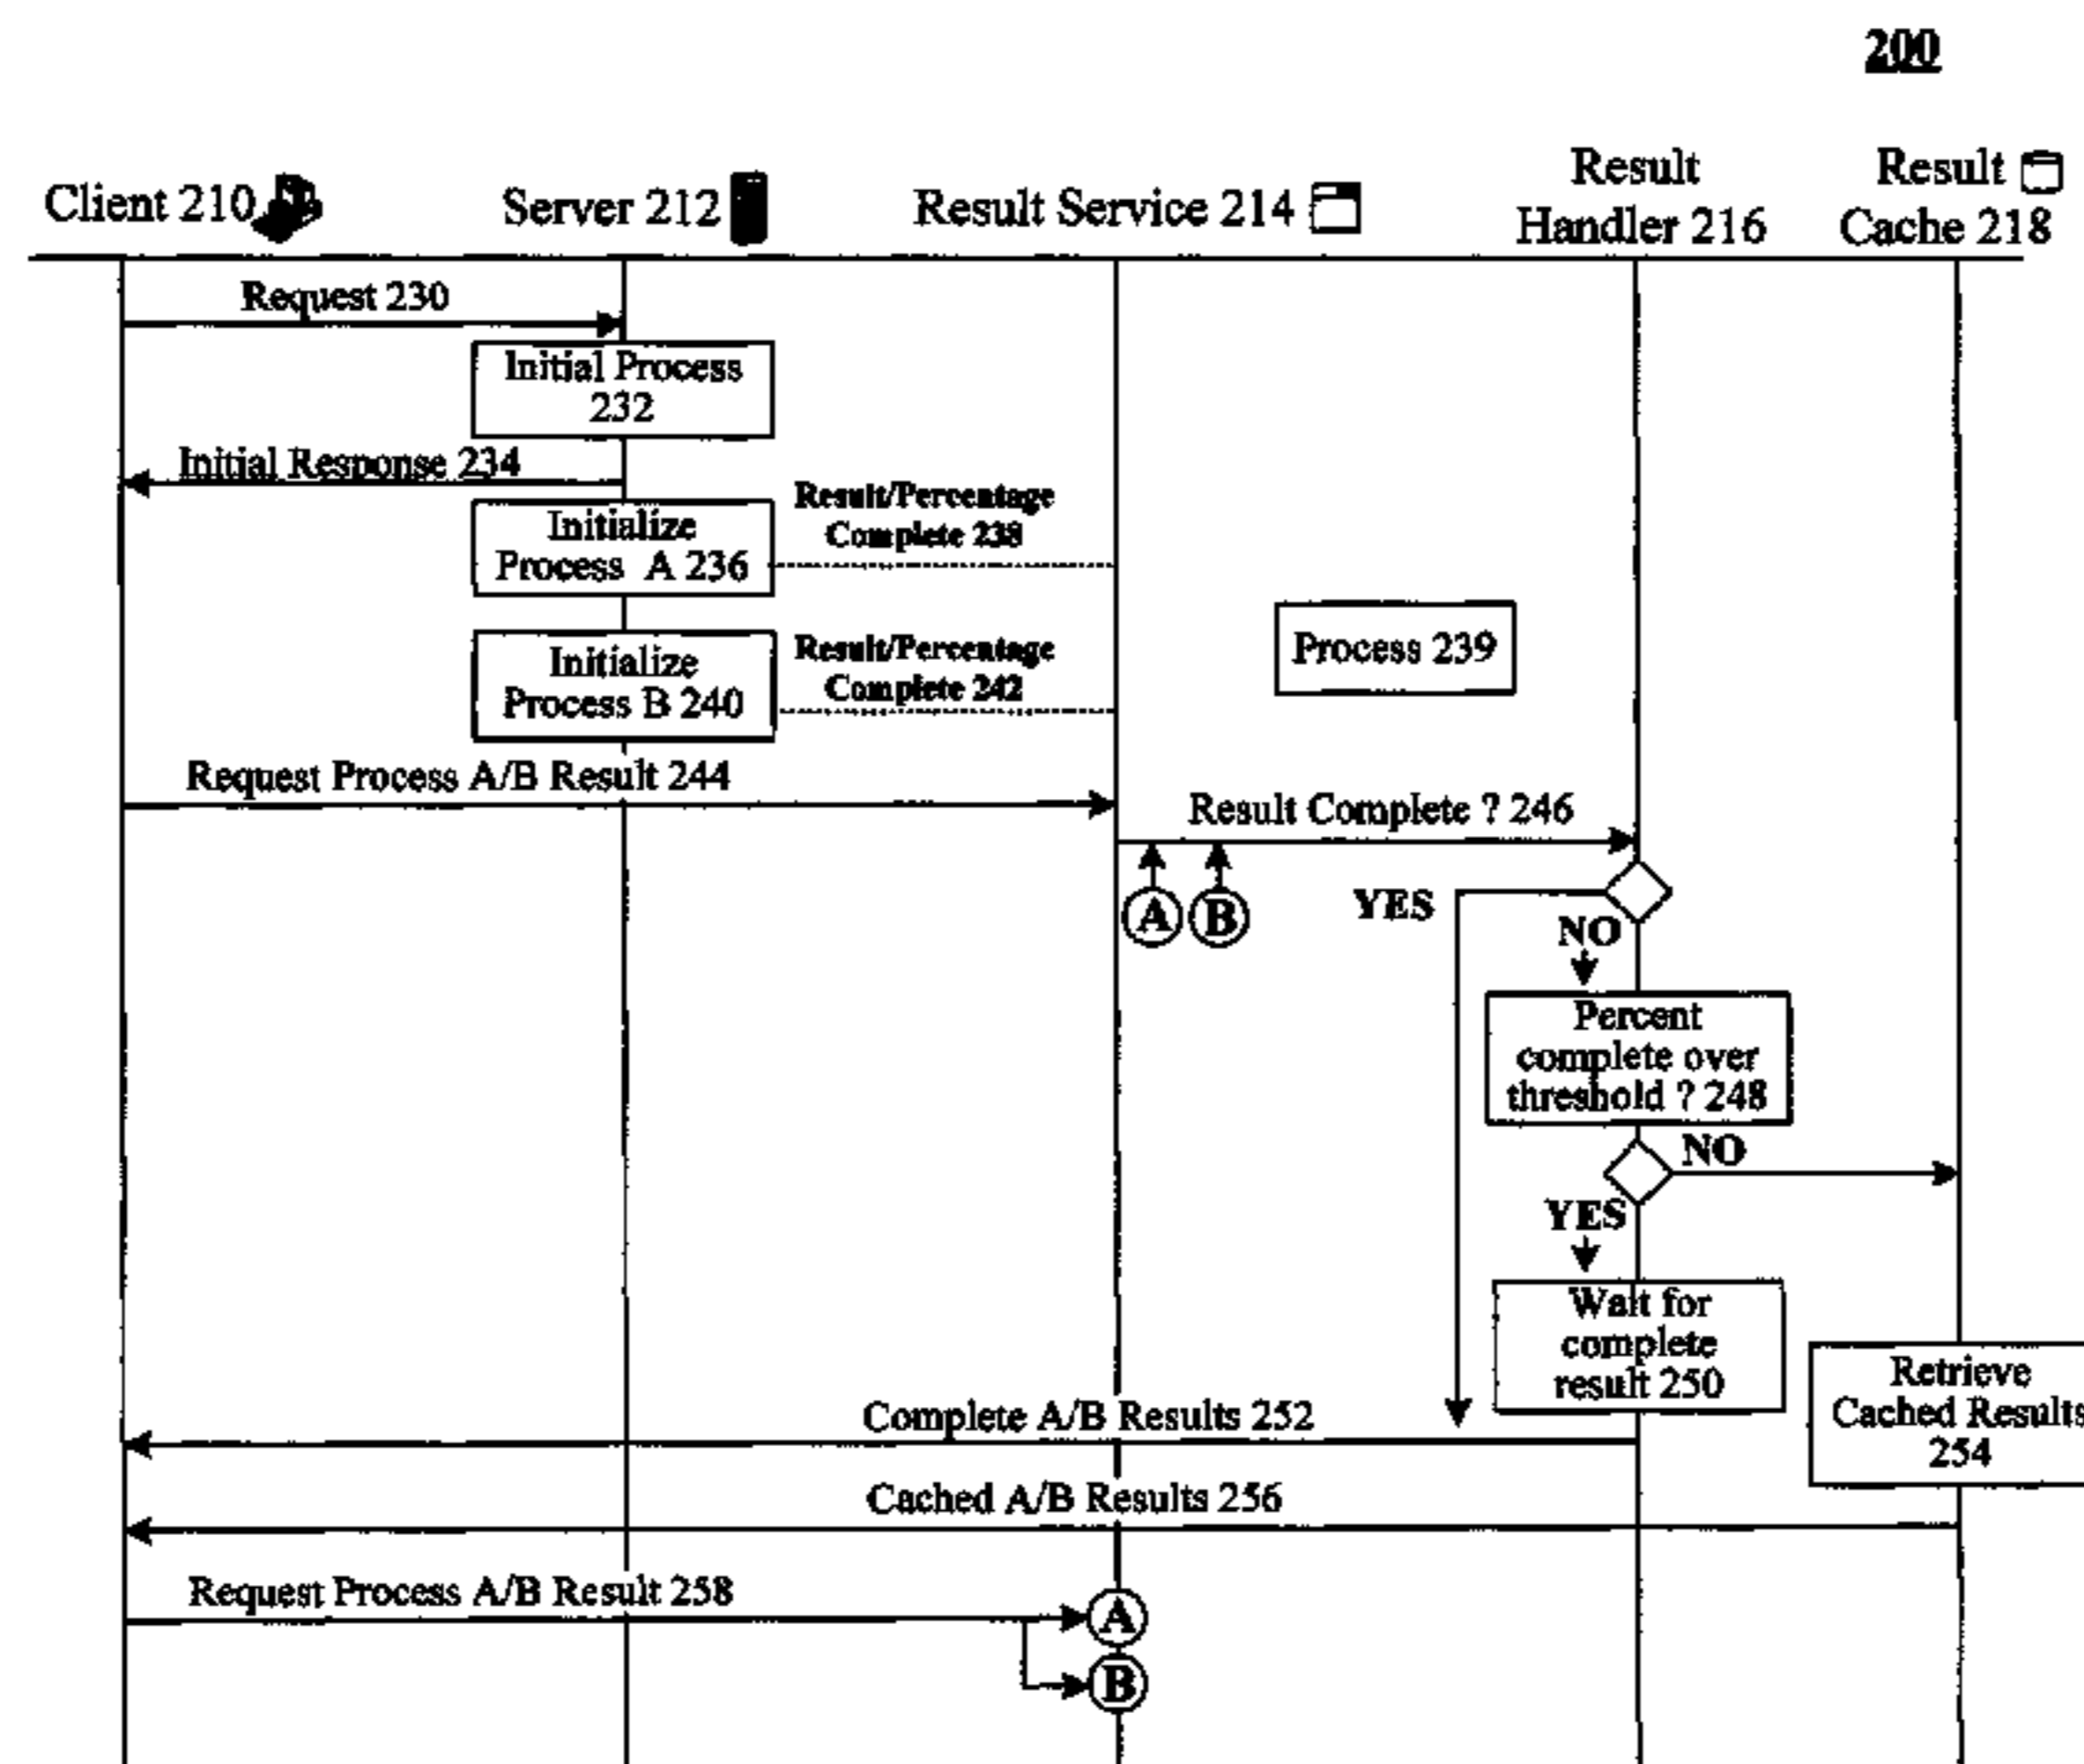 200
Client 210
Server 212
Result Service 214
Result
Handler 216
Result
Cache 218
Request 230
Initial Process
232
Initial Response 234
Initialize
Process A 236
Result/Percentage
Complete 238
Initialize
Process B 240
Result/Percentage
Complete 242
Process 239
Request Process A/B Result 244
Result Complete ? 246
A
B
YES
NO
Percent
complete over
threshold ? 248
NO
YES
Wait for
complete
result 250
Retrieve
Cached Results
254
Complete A/B Results 252
Cached A/B Results 256
Request Process A/B Result 258
A
B